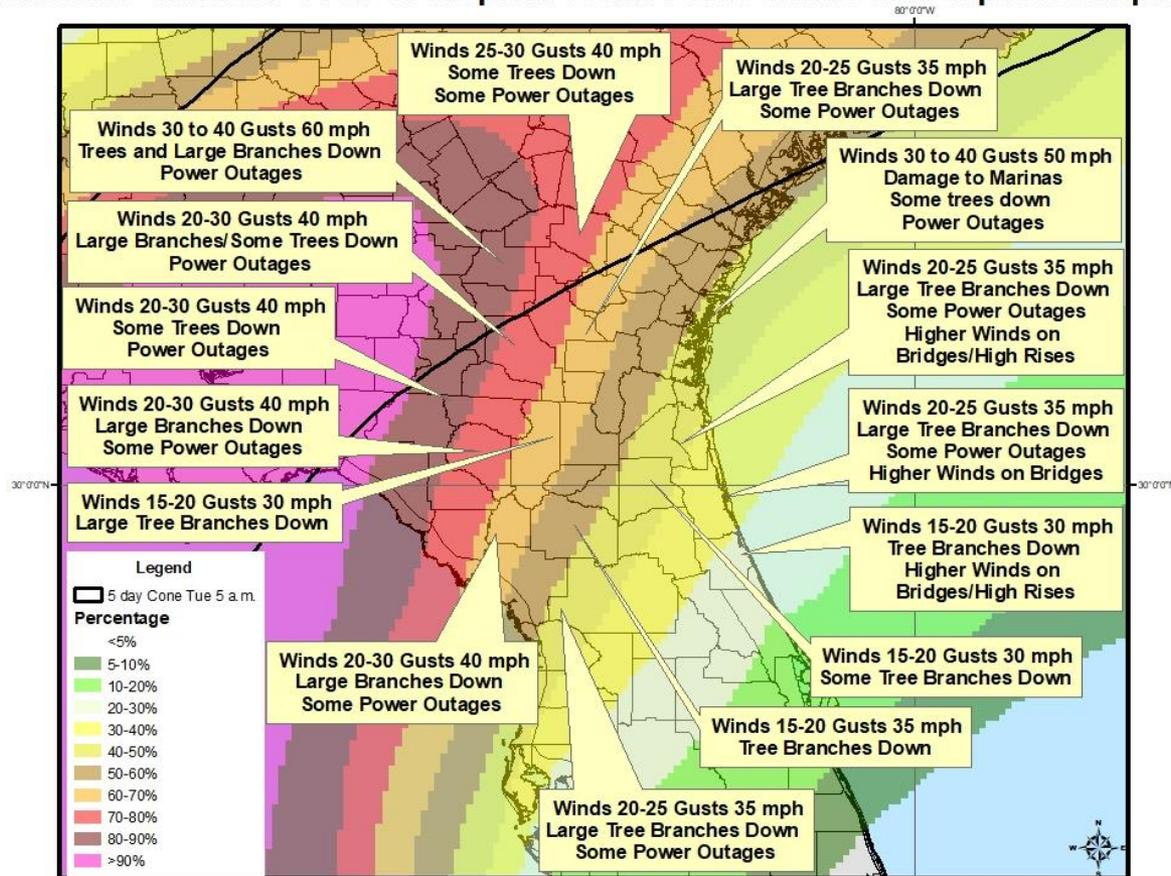 80°0'0"W
Winds 25-30 Gusts 40 mph
Some Trees Down
Some Power Outages
Winds 20-25 Gusts 35 mph
Large Tree Branches Down
Some Power Outages
Winds 30 to 40 Gusts 60 mph
Trees and Large Branches Down
Power Outages
Winds 30 to 40 Gusts 50 mph
Damage to Marinas
Some trees down
Power Outages
Winds 20-30 Gusts 40 mph
Large Branches/Some Trees Down
Power Outages
Winds 20-25 Gusts 35 mph
Large Tree Branches Down
Some Power Outages
Higher Winds on
Bridges/High Rises
Winds 20-30 Gusts 40 mph
Some Trees Down
Power Outages
Winds 20-30 Gusts 40 mph
Large Branches Down
Some Power Outages
Winds 20-25 Gusts 35 mph
Large Tree Branches Down
Some Power Outages
Higher Winds on Bridges
30°0'0"N
30°0'0"N
Winds 15-20 Gusts 30 mph
Large Tree Branches Down
Winds 15-20 Gusts 30 mph
Tree Branches Down
Higher Winds on
Bridges/High Rises
Legend
5 day Cone Tue 5 a.m.
Percentage
<5%
5-10%
10-20%
20-30%
30-40%
40-50%
50-60%
60-70%
70-80%
80-90%
>90%
Winds 20-30 Gusts 40 mph
Large Branches Down
Some Power Outages
Winds 15-20 Gusts 30 mph
Some Tree Branches Down
Winds 15-20 Gusts 35 mph
Tree Branches Down
Winds 20-25 Gusts 35 mph
Large Tree Branches Down
Some Power Outages
N
W
E
S